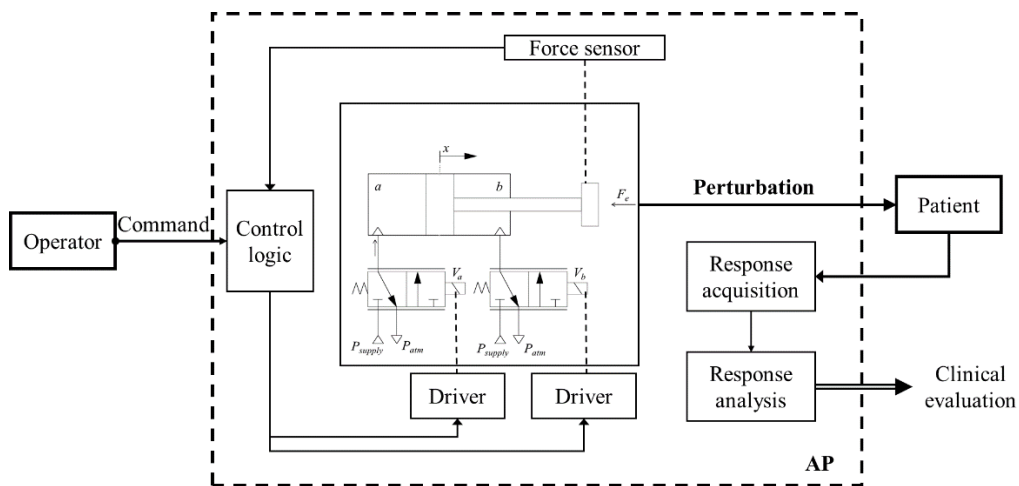 Force sensor
x
a
b
F_e
Perturbation
Patient
Operator
Command
Control
logic
Response
acquisition
V_a
V_b
P_supply
P_atm
P_supply
P_atm
Driver
Driver
Response
analysis
Clinical
evaluation
AP